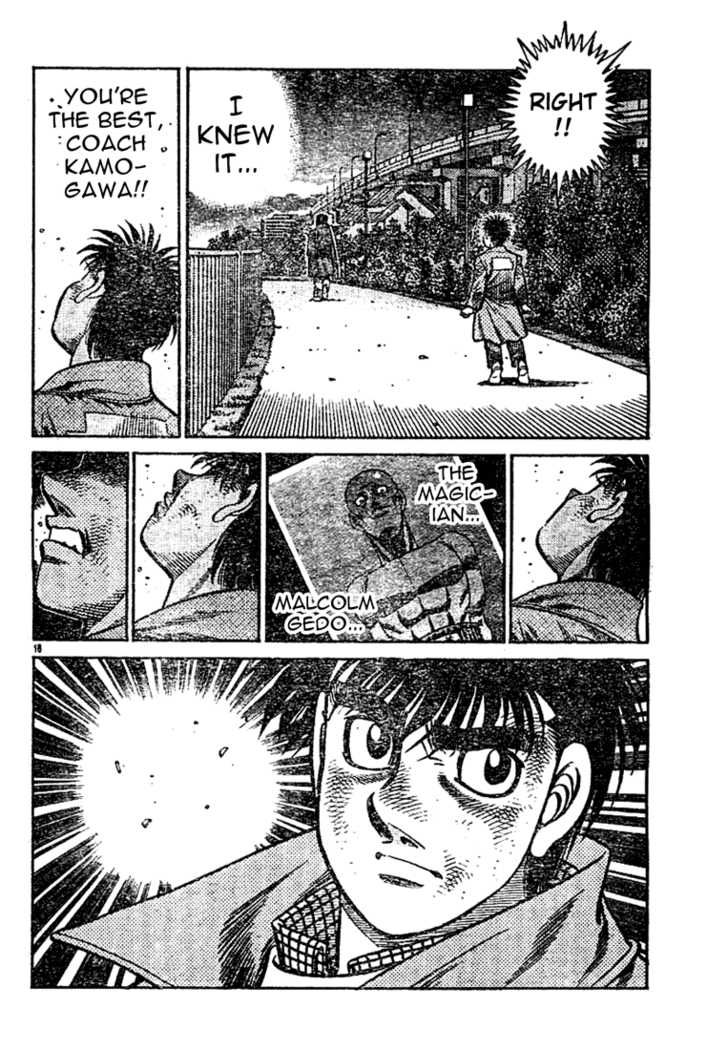 RIGHT
!!
I
KNEW
IT...
YOU'RE
THE BEST,
COACH
KAMO-
GAWA!!
THE
MAGIC-
IAN...
MALCOLM
GEDO...
18